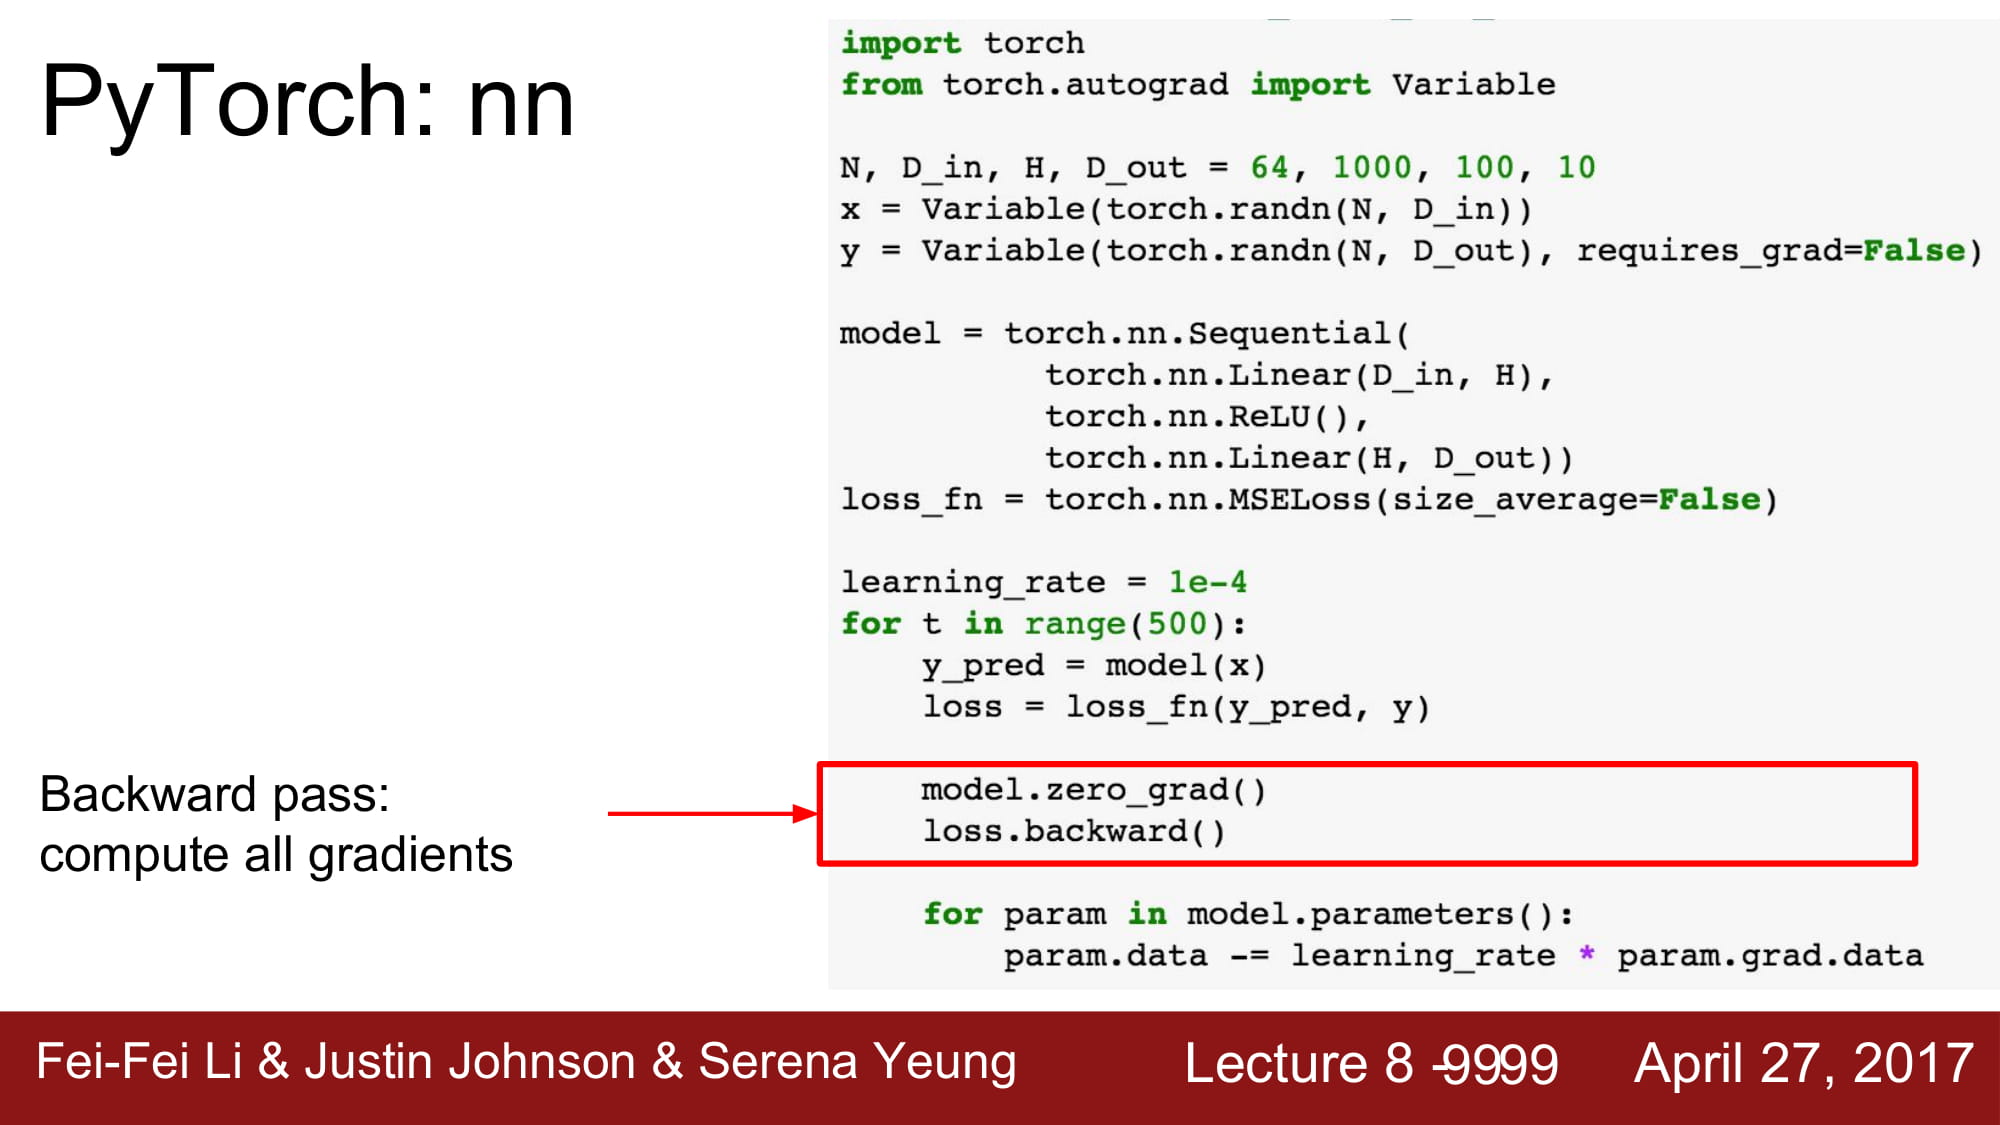 PyTorch: nn
import torch
from torch.autograd import Variable
N, D_in, H, D_out = 64, 1000, 100, 10
x = Variable(torch.randn(N, D_in))
y = Variable(torch.randn(N, D_out), requires_grad=False)
model = torch.nn.Sequential(
          torch.nn.Linear(D_in, H),
          torch.nn.ReLU(),
          torch.nn.Linear(H, D_out))
loss_fn = torch.nn.MSELoss(size_average=False)
learning_rate = 1e-4
for t in range(500):
    y_pred = model(x)
    loss = loss_fn(y_pred, y)
    model.zero_grad()
    loss.backward()
    for param in model.parameters():
        param.data -= learning_rate * param.grad.data
Backward pass:
compute all gradients
Fei-Fei Li & Justin Johnson & Serena Yeung
Lecture 8 -9999
April 27, 2017